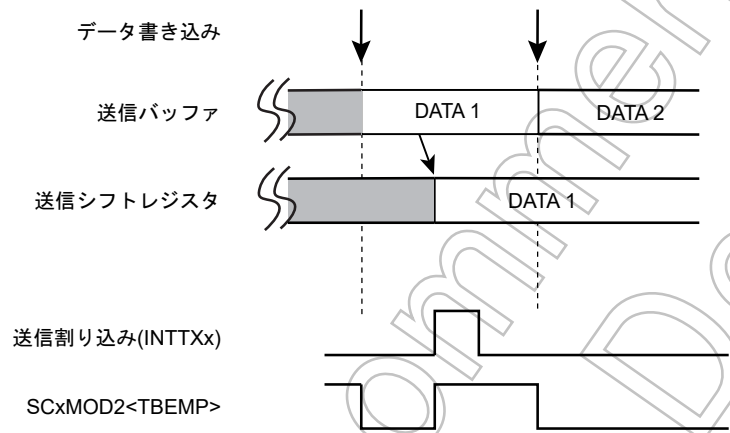 データ書き込み
送信バッファ
DATA 1
DATA 2
送信シフトレジスタ
DATA 1
送信割り込み(INTTXx)
SCxMOD2<TBEMP>